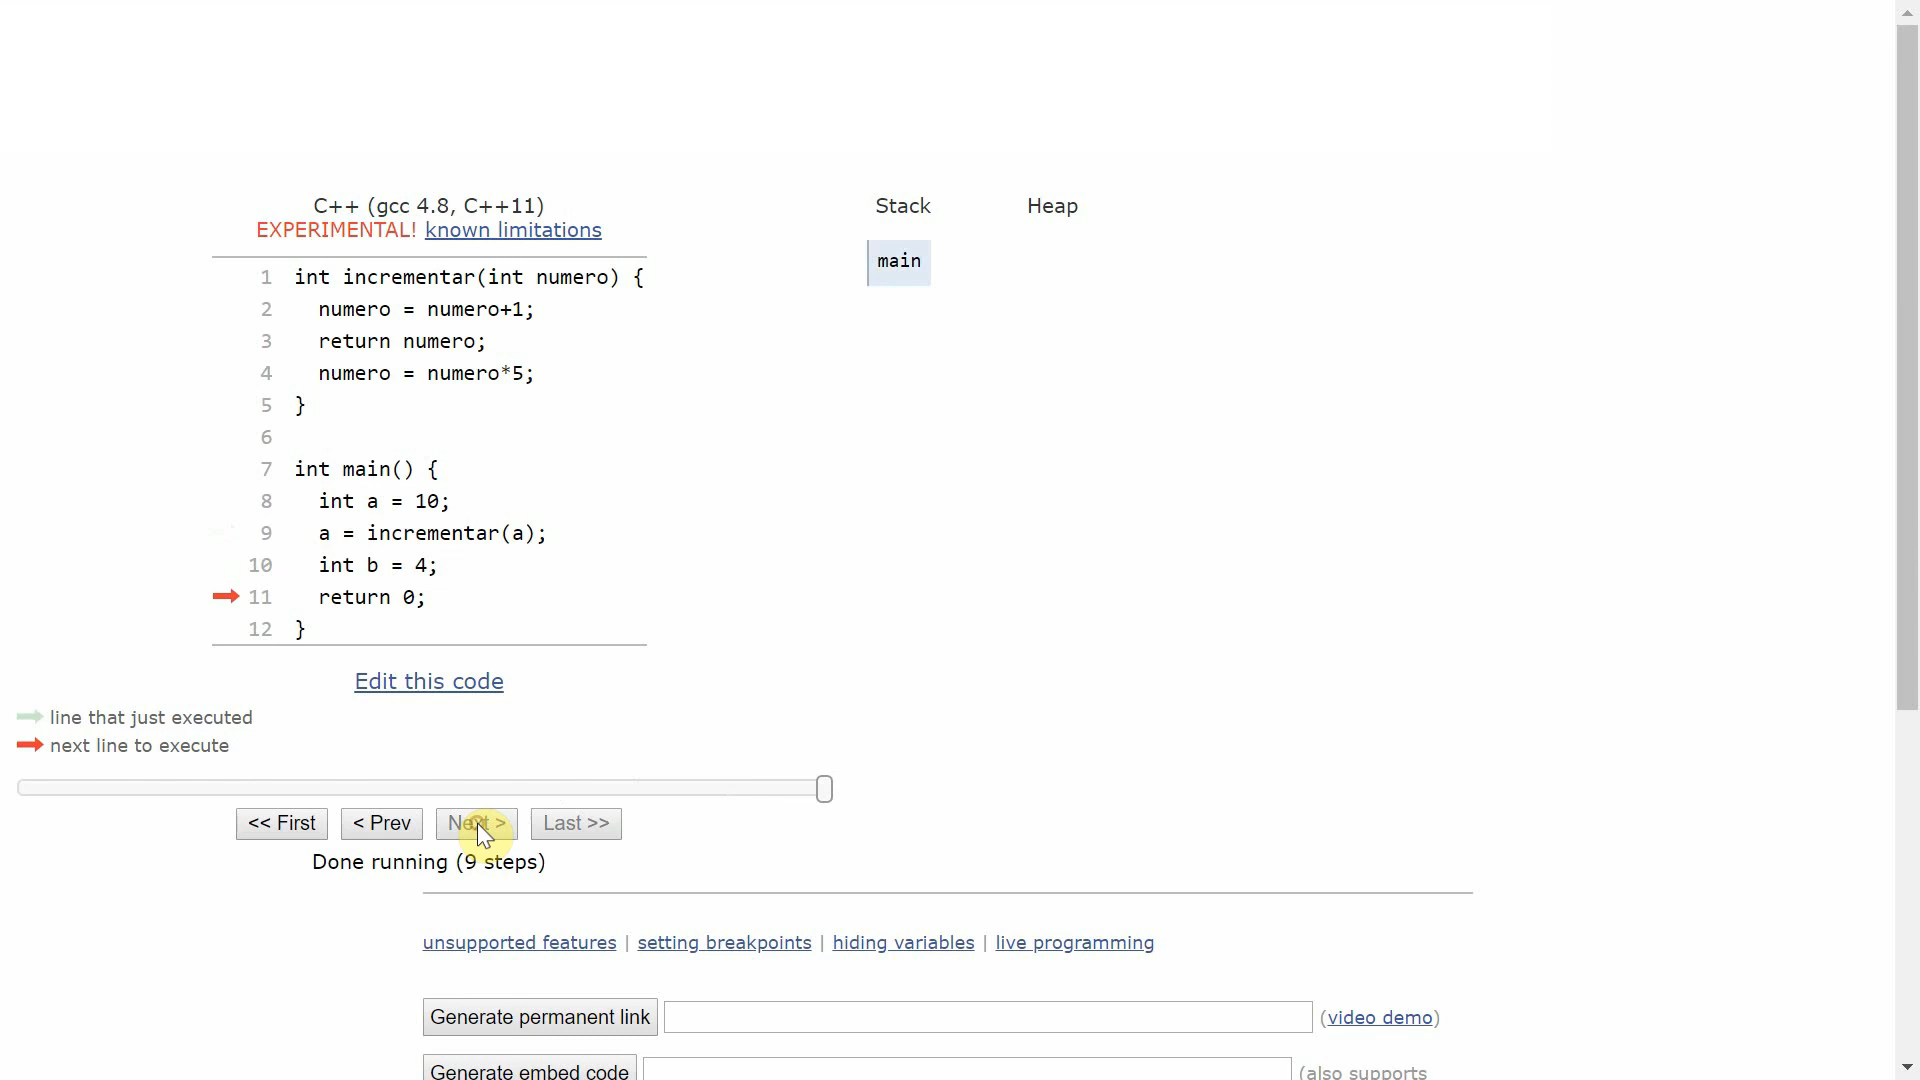 C++ (gcc 4.8, C++11)
EXPERIMENTAL! known limitations
1 int incrementar(int numero) {
2 numero = numero+1;
3 return numero;
4 numero = numero*5;
5 }
6
7 int main() {
8 int a = 10;
9 a = incrementar(a);
10 int b = 4;
11 return 0;
12 }
Edit this code
line that just executed
next line to execute
<< First < Prev Next > Last >>
Done running (9 steps)
Stack Heap
main
unsupported features | setting breakpoints | hiding variables | live programming
Generate permanent link (video demo)
Generate embed code (also supports